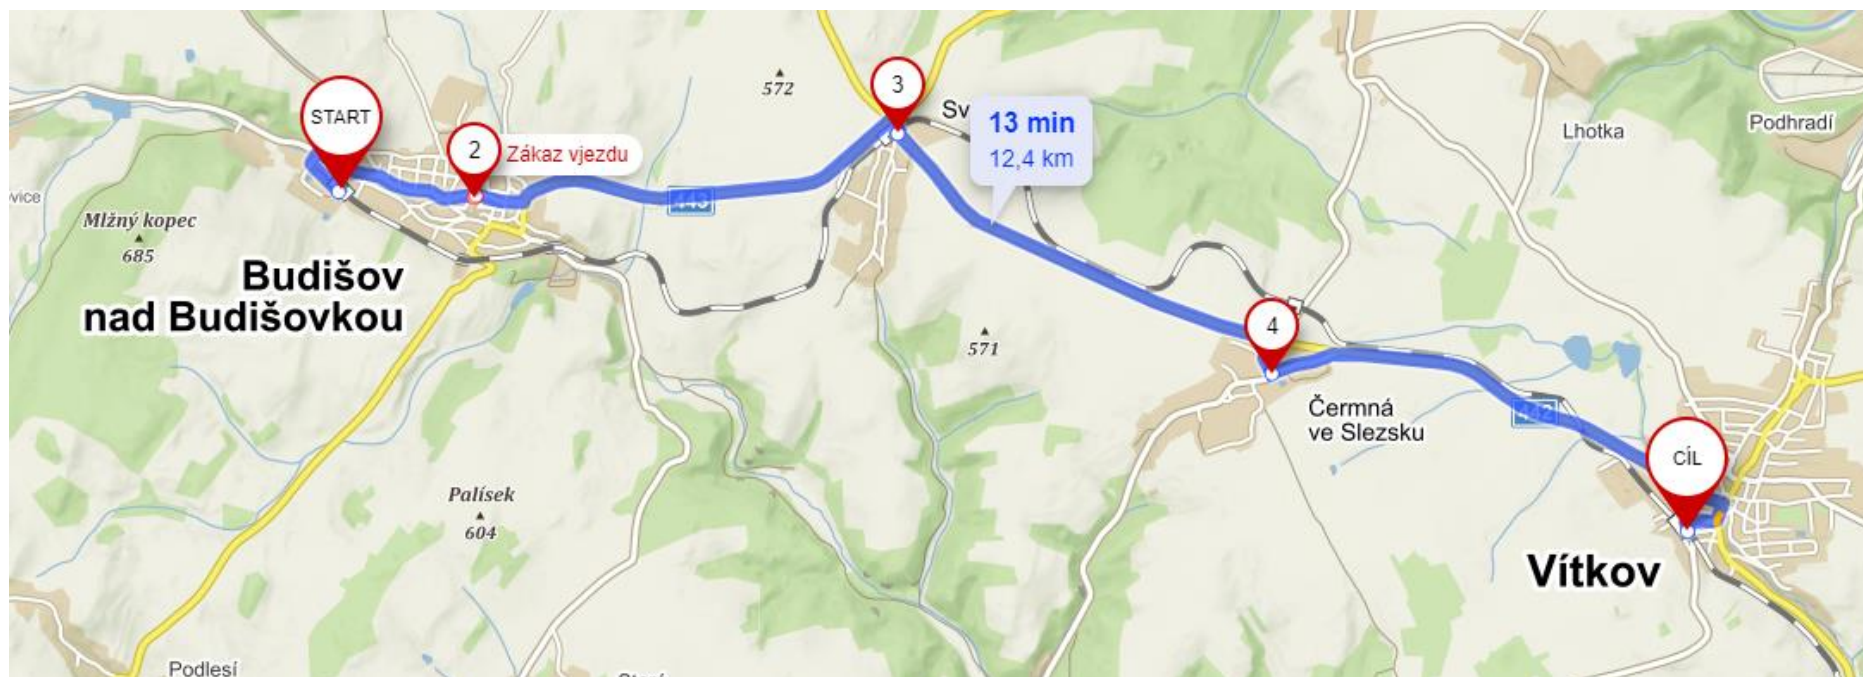 572
3
Sv
START
13 min
12,4 km
Podhradí
Lhotka
2
Zákaz vjezdu
vice
443
Mlžný kopec
685
Budišov
nad Budišovkou
4
571
Čermná
ve Slezsku
442
CÍL
Palísek
604
Vítkov
Podlesí